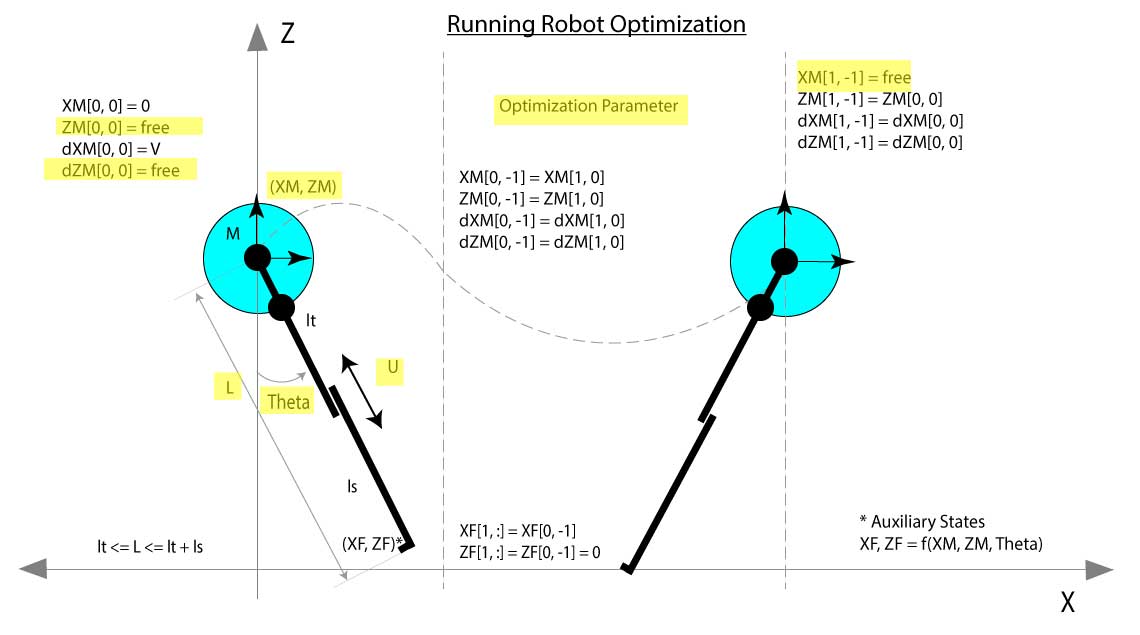 Running Robot Optimization
Z
XM[0, 0] = 0
ZM[0, 0] = free
dXM[0, 0] = V
dZM[0, 0] = free
Optimization Parameter
XM[1, -1] = free
ZM[1, -1] = ZM[0, 0]
dXM[1, -1] = dXM[0, 0]
dZM[1, -1] = dZM[0, 0]
(XM, ZM)
XM[0, -1] = XM[1, 0]
ZM[0, -1] = ZM[1, 0]
dXM[0, -1] = dXM[1, 0]
dZM[0, -1] = dZM[1, 0]
M
lt
U
L
Theta
ls
(XF, ZF)*
lt <= L <= lt + ls
XF[1, :] = XF[0, -1]
ZF[1, :] = ZF[0, -1] = 0
* Auxiliary States
XF, ZF = f(XM, ZM, Theta)
X